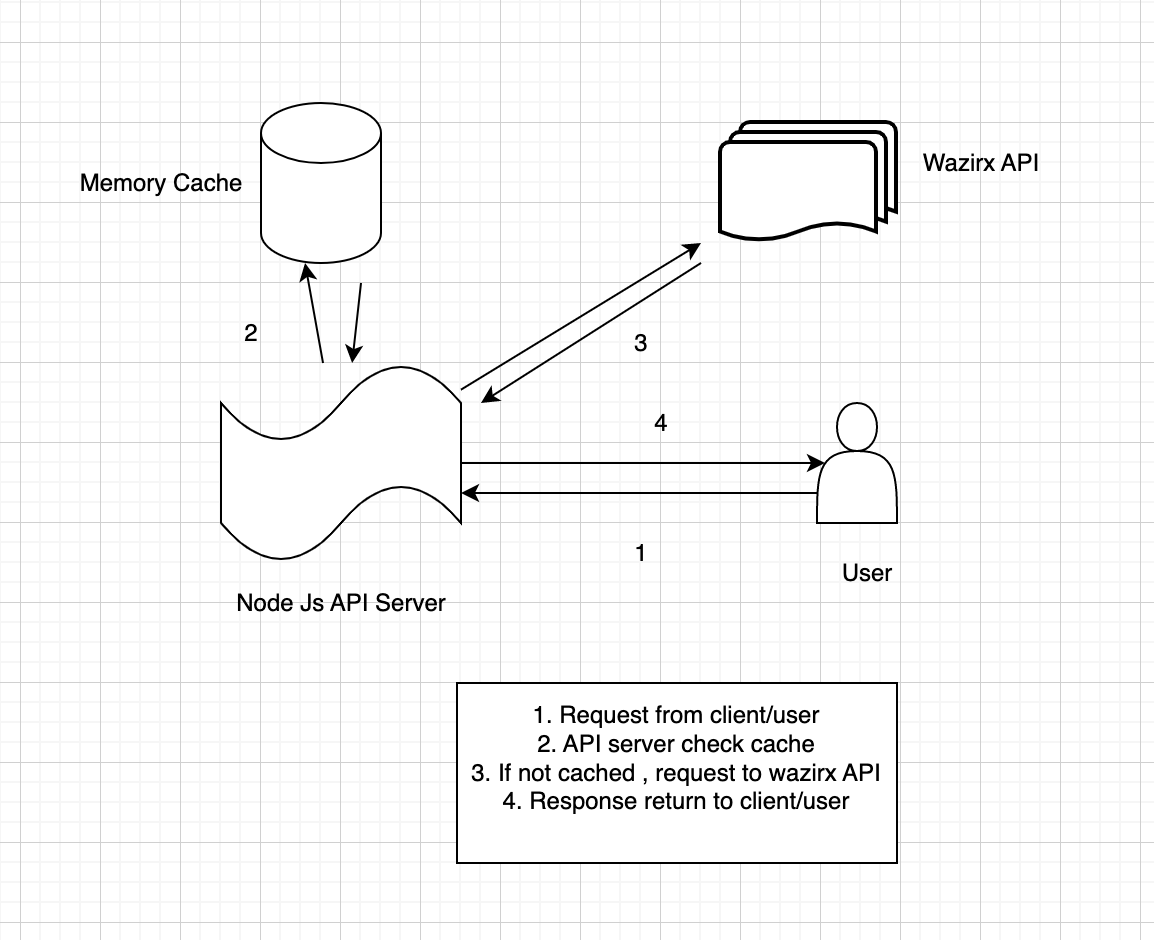 Memory Cache
Wazirx API
2
3
4
1
User
Node Js API Server
1. Request from client/user
2. API server check cache
3. If not cached , request to wazirx API
4. Response return to client/user